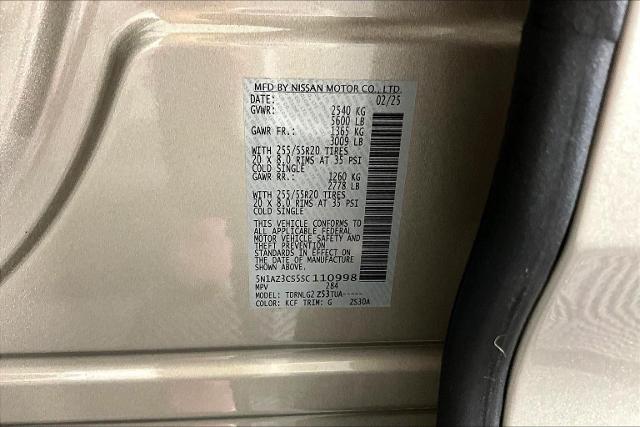 MFD BY NISSAN MOTOR CO., LTD.
DATE: 02/25
GVWR: 2540 KG
5600 LB
GAWR FR.: 1365 KG
3009 LB
WITH 255/55R20 TIRES
20 X 8.0 RIMS AT 35 PSI
COLD SINGLE
GAWR RR.: 1260 KG
2778 LB
WITH 255/55R20 TIRES
20 X 8.0 RIMS AT 35 PSI
COLD SINGLE
THIS VEHICLE CONFORMS TO
ALL APPLICABLE FEDERAL
MOTOR VEHICLE SAFETY AND
THEFT PREVENTION
STANDARDS IN EFFECT ON THE
DATE OF MANUFACTURE
SHOWN ABOVE.
5N1AZ3CS5SC110998
MPV 284
MODEL: TDRNLG2 Z53TUA-----
COLOR: KCF TRIM: G ZS3DA